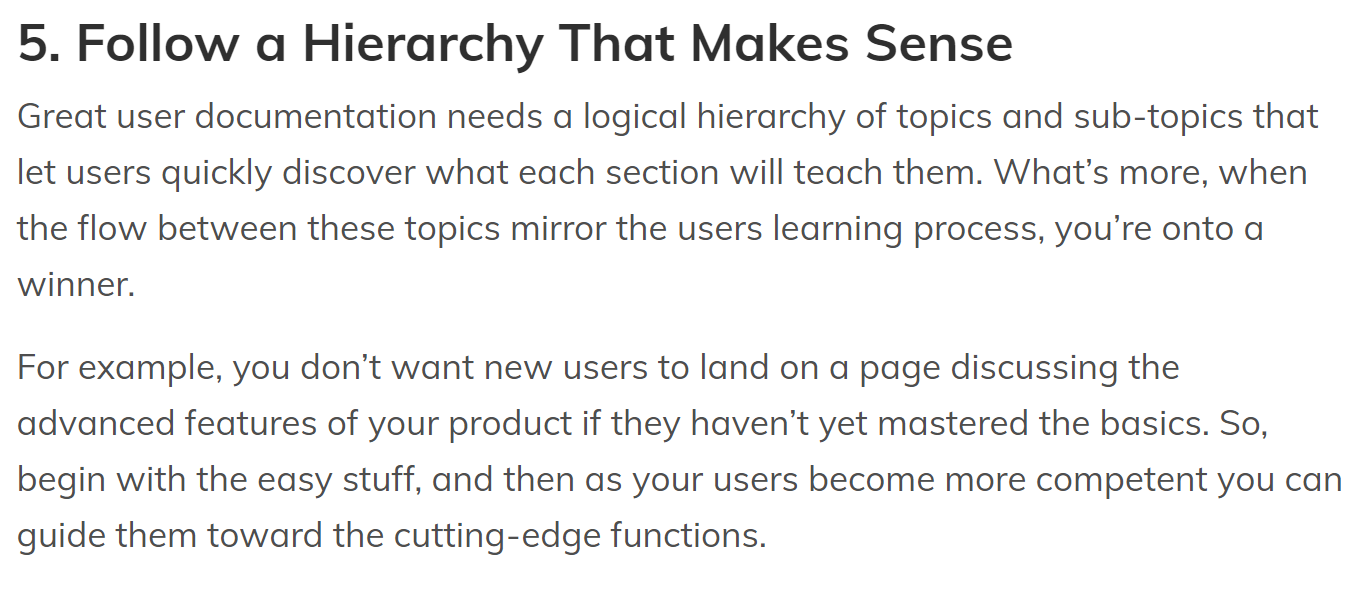 5. Follow a Hierarchy That Makes Sense
Great user documentation needs a logical hierarchy of topics and sub-topics that
let users quickly discover what each section will teach them. What’s more, when
the flow between these topics mirror the users learning process, you’re onto a
winner.
For example, you don’t want new users to land on a page discussing the
advanced features of your product if they haven’t yet mastered the basics. So,
begin with the easy stuff, and then as your users become more competent you can
guide them toward the cutting-edge functions.